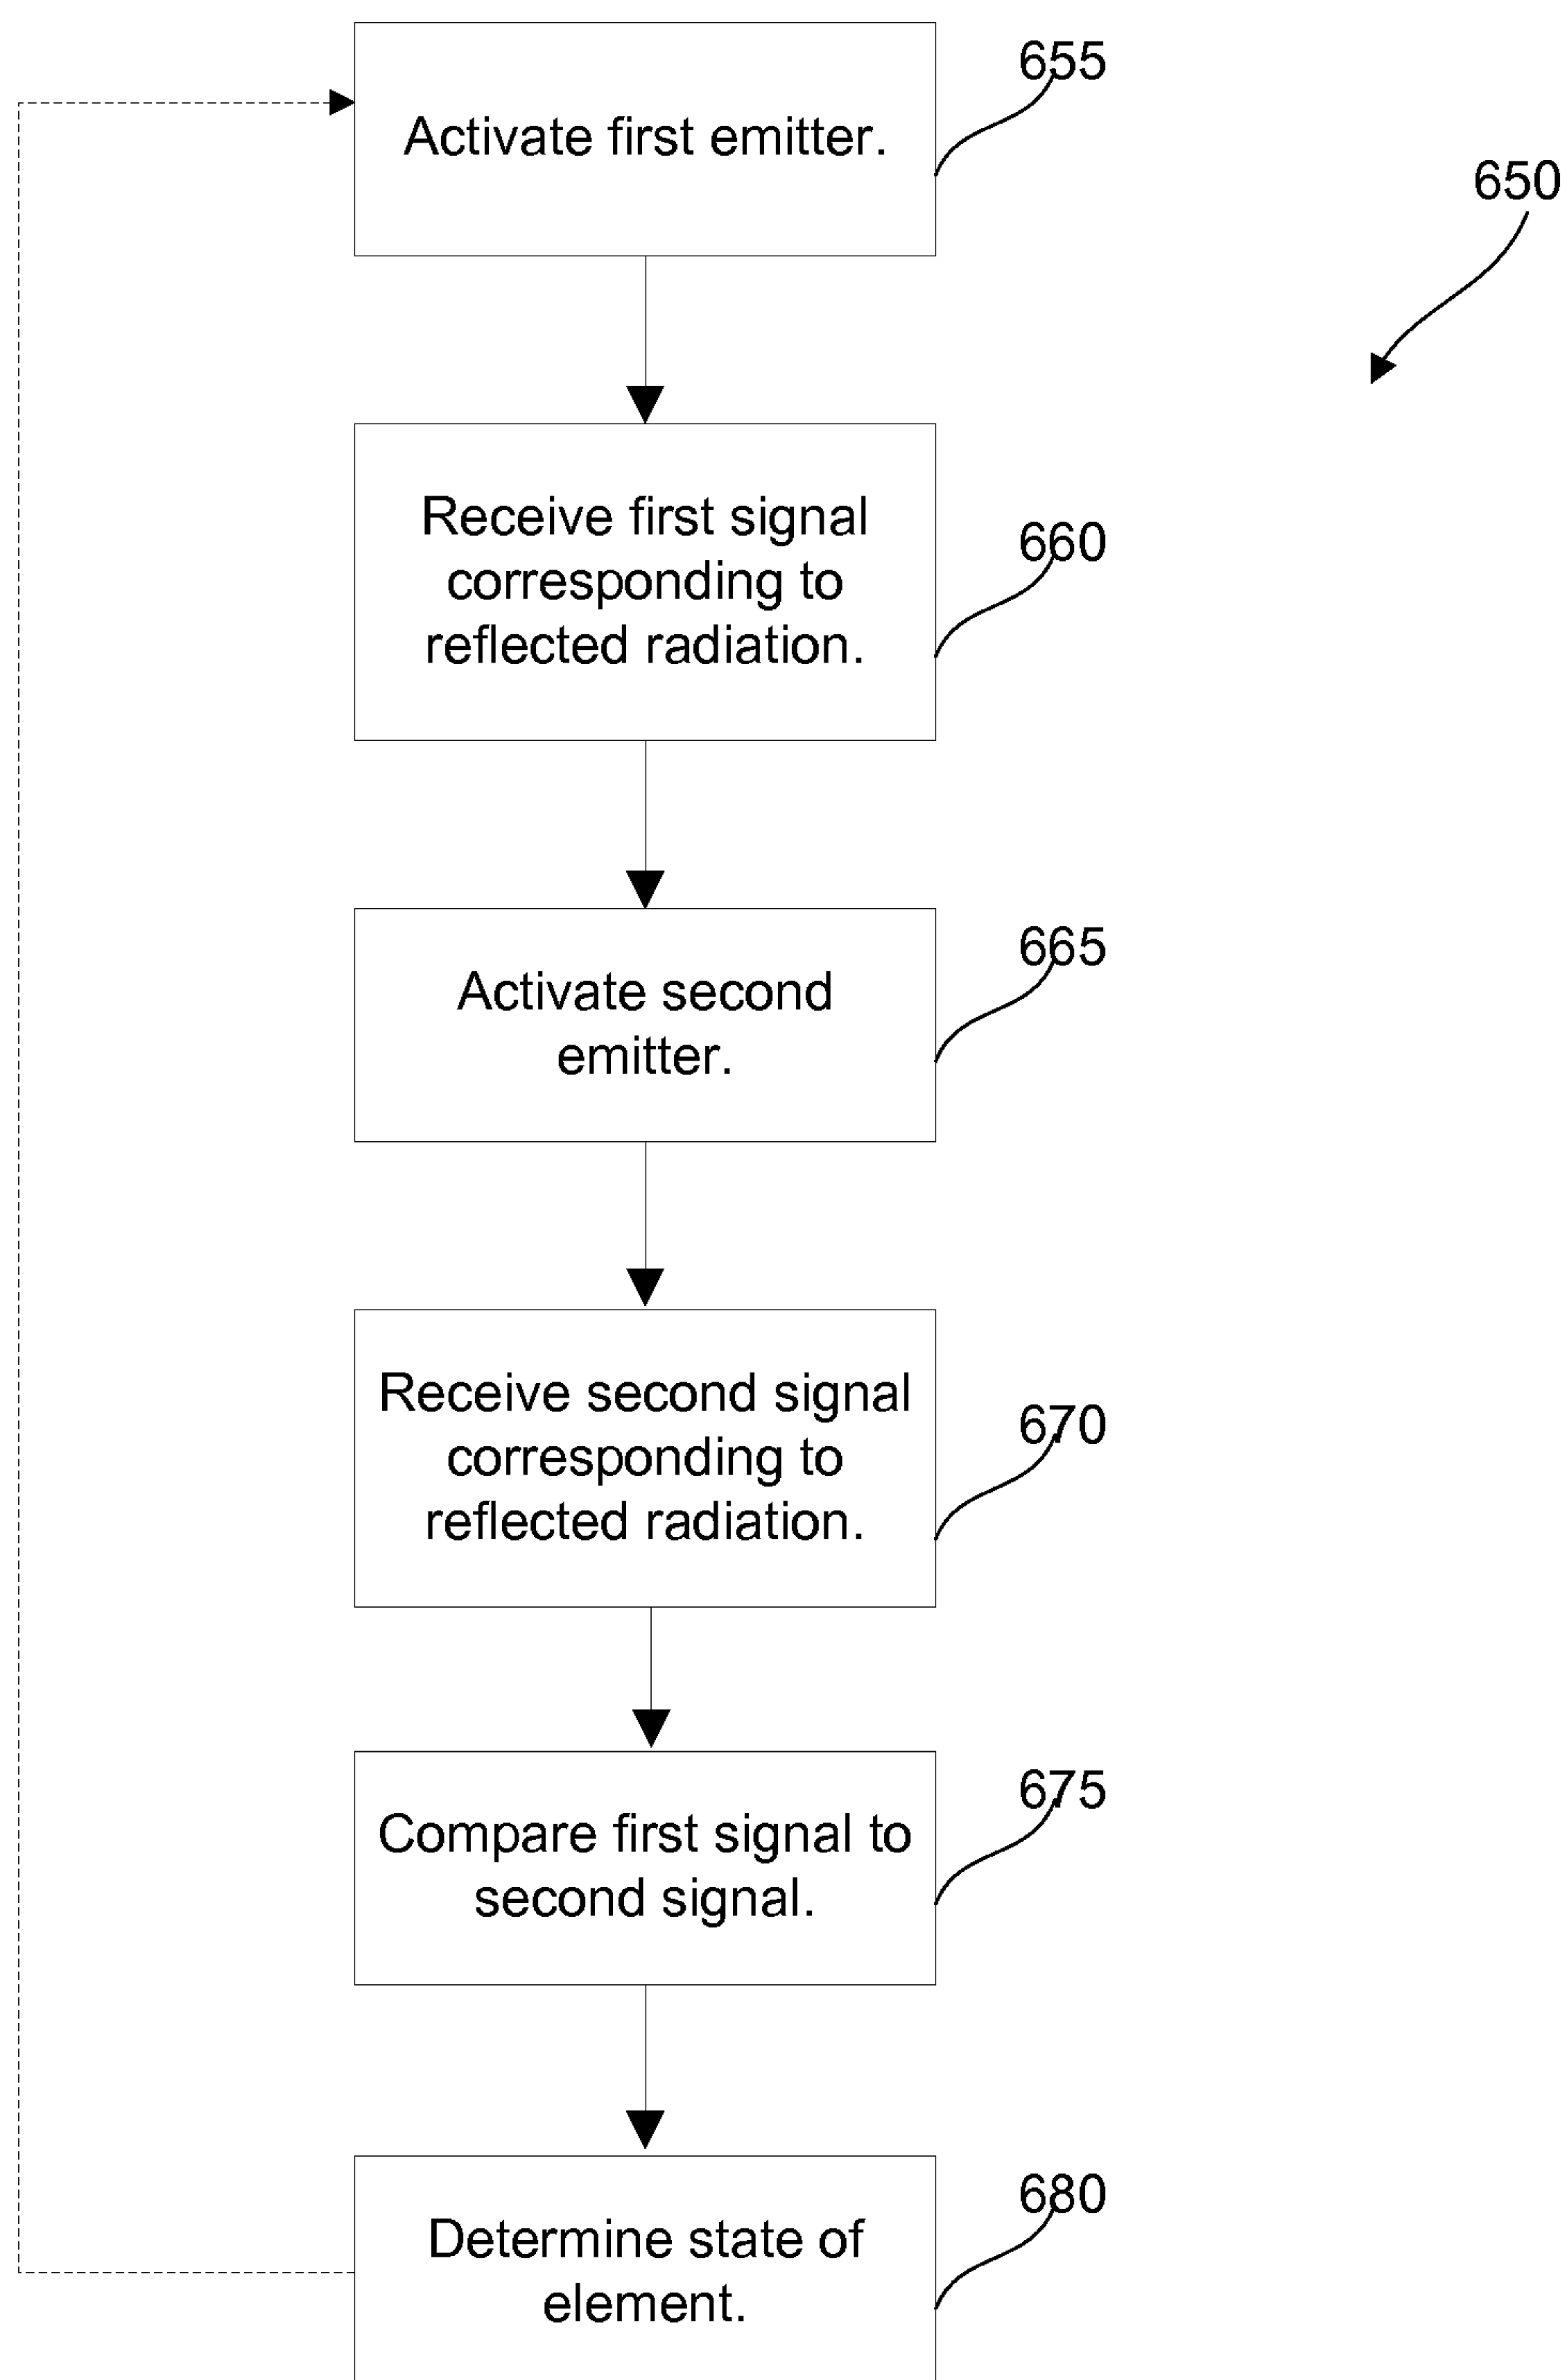 Activate first emitter.
655
650
Receive first signal
corresponding to
reflected radiation.
660
Activate second
emitter.
665
Receive second signal
corresponding to
reflected radiation.
670
Compare first signal to
second signal.
675
Determine state of
element.
680